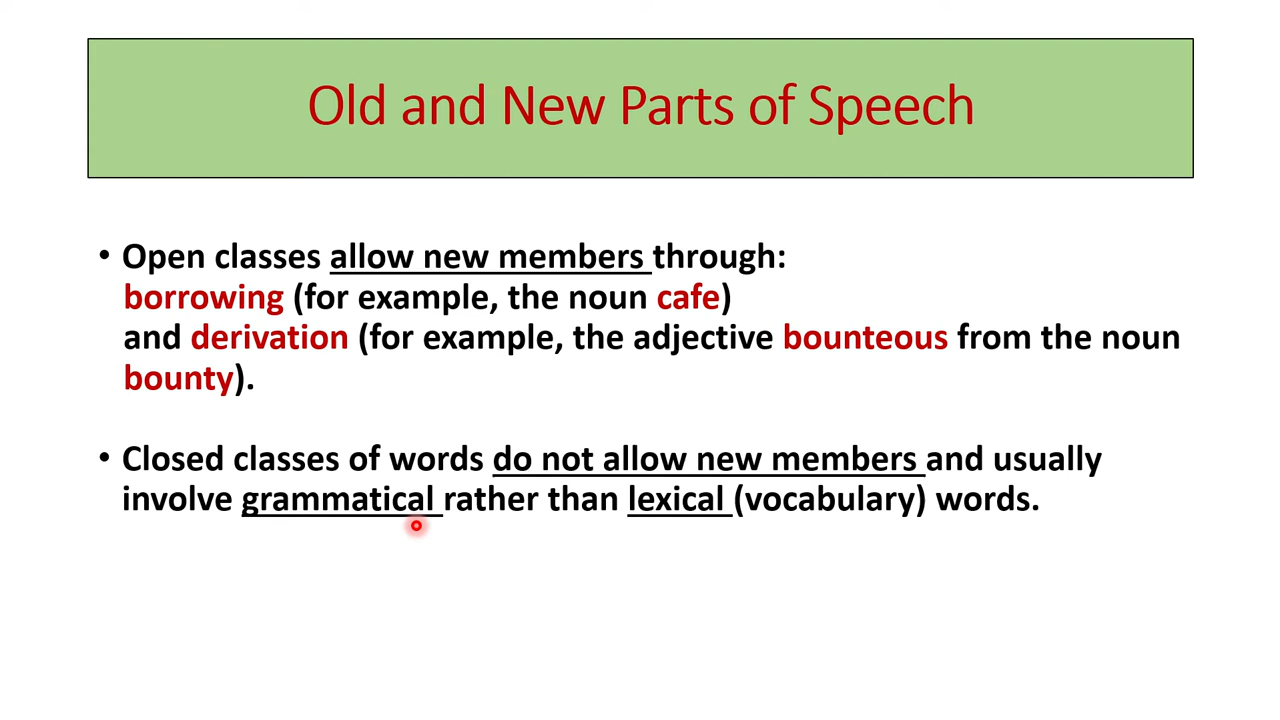 Old and New Parts of Speech
• Open classes allow new members through:
borrowing (for example, the noun cafe)
and derivation (for example, the adjective bounteous from the noun
bounty).
• Closed classes of words do not allow new members and usually
involve grammatical rather than lexical (vocabulary) words.